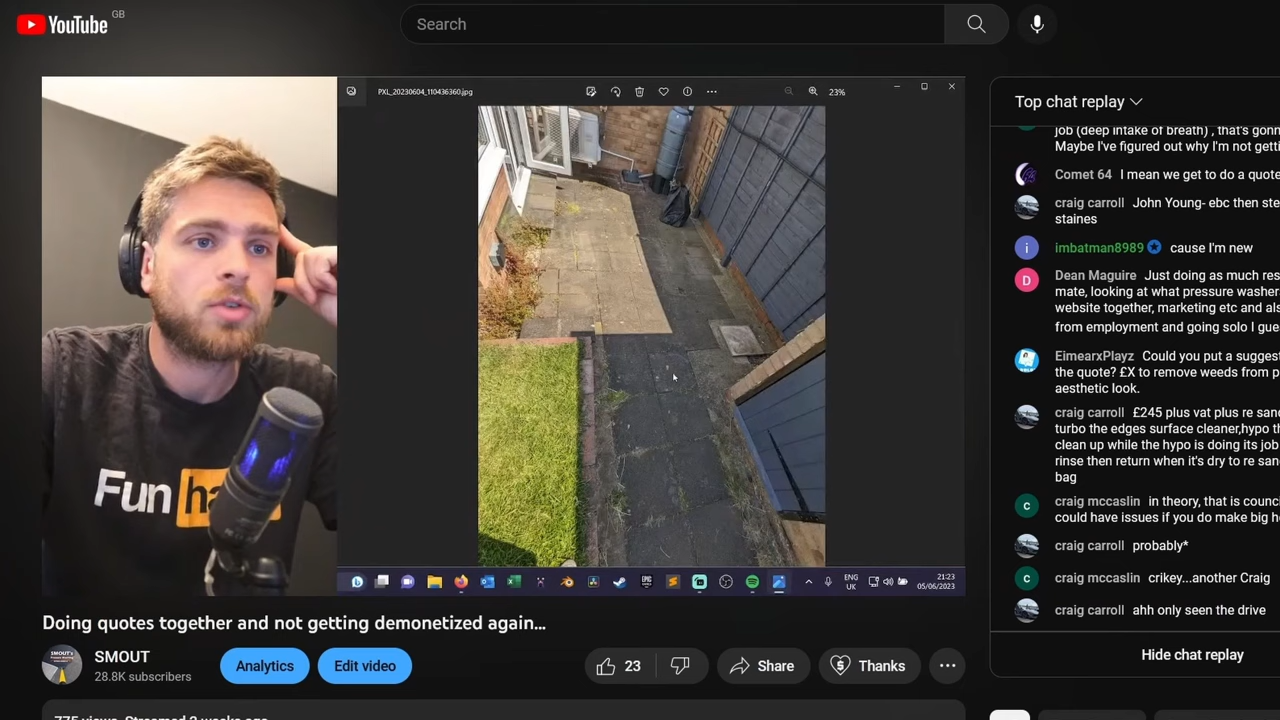 YouTube GB
Search
PXL_20230604_110436360.jpg
23%
Fun
Top chat replay
job (deep intake of breath) , that's gonn
Maybe I've figured out why I'm not getti
Comet 64 I mean we get to do a quote
craig carroll John Young- ebc then ste
staines
i imbatman8989 cause I'm new
D Dean Maguire Just doing as much res
mate, looking at what pressure washer
website together, marketing etc and als
from employment and going solo I gue
EimearxPlayz Could you put a suggest
the quote? £X to remove weeds from p
aesthetic look.
craig carroll £245 plus vat plus re sand
turbo the edges surface cleaner,hypo th
clean up while the hypo is doing its job
rinse then return when it's dry to re san
bag
c craig mccaslin in theory, that is counc
could have issues if you do make big h
craig carroll probably*
c craig mccaslin crikey...another Craig
craig carroll ahh only seen the drive
Hide chat replay
ENG
UK
21:23
05/06/2023
Doing quotes together and not getting demonetized again...
SMOUT
28.8K subscribers
Analytics
Edit video
23
Share
Thanks
775 views Streamed 2 weeks ago